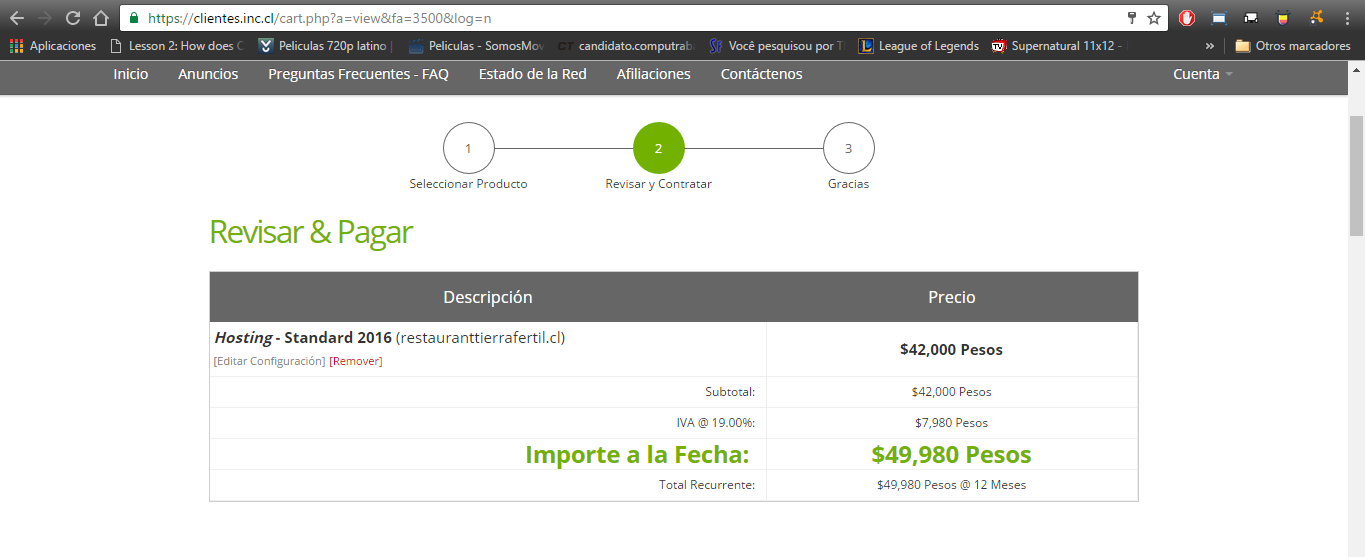 https://clientes.inc.cl/cart.php?a=view&fa=3500&log=n
Aplicaciones Lesson 2: How does C Peliculas 720p latino | Peliculas - SomosMov CT candidato.computrab Sf Você pesquisou por T League of Legends Supernatural 11x12 - » Otros marcadores
Inicio Anuncios Preguntas Frecuentes - FAQ Estado de la Red Afiliaciones Contáctenos Cuenta
1 2 3
Seleccionar Producto Revisar y Contratar Gracias
Revisar & Pagar
Descripción Precio
Hosting - Standard 2016 (restauranttierrafertil.cl)
[Editar Configuración] [Remover]
$42,000 Pesos
Subtotal: $42,000 Pesos
IVA @ 19.00%: $7,980 Pesos
Importe a la Fecha: $49,980 Pesos
Total Recurrente: $49,980 Pesos @ 12 Meses